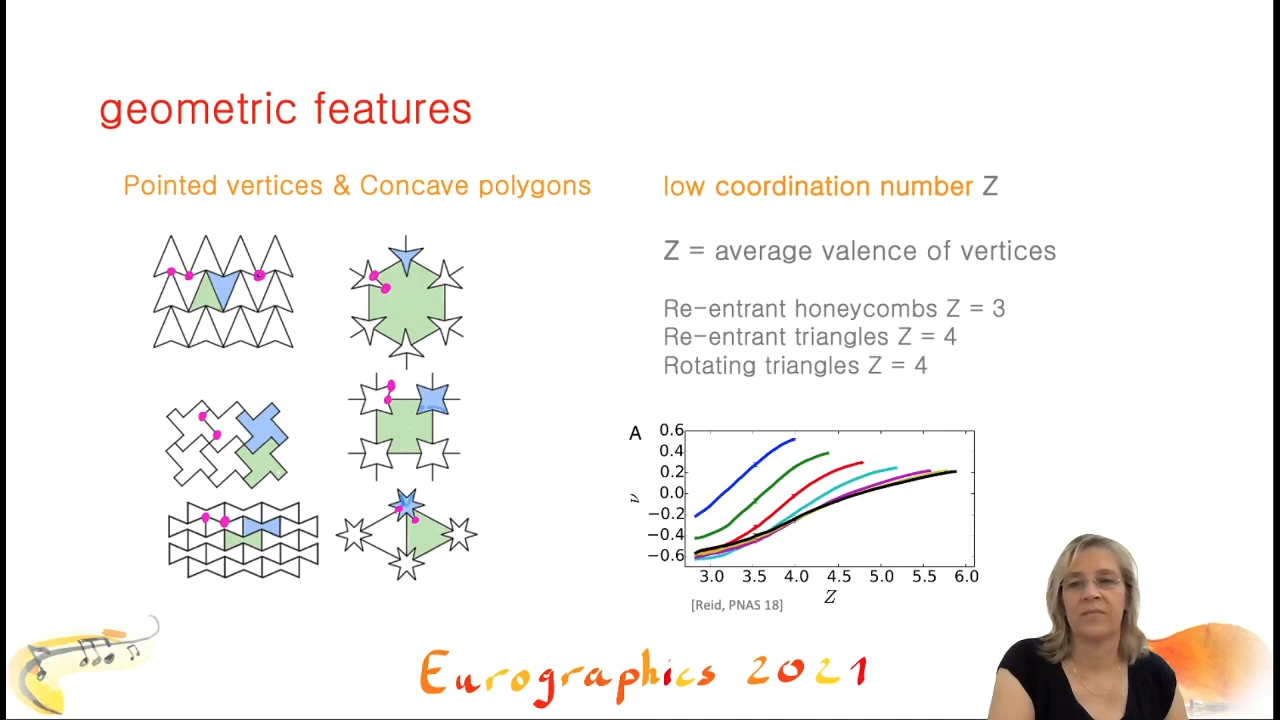 geometric features
Pointed vertices & Concave polygons
low coordination number Z
Z = average valence of vertices
Re-entrant honeycombs Z = 3
Re-entrant triangles Z = 4
Rotating triangles Z = 4
A
0.6
0.4
0.2
0.0
−0.2
−0.4
−0.6
ν
3.0 3.5 4.0 4.5 5.0 5.5 6.0
Z
[Reid, PNAS 18]
Eurographics 2021